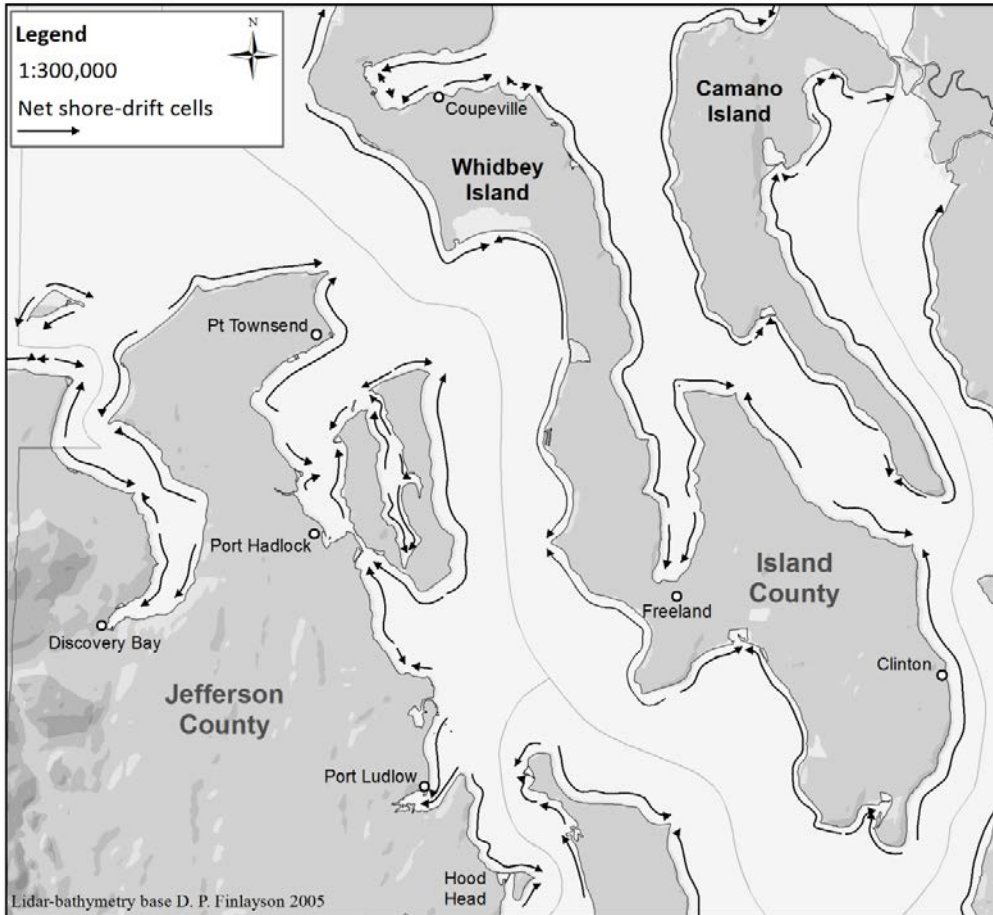 Legend
N
1:300,000
Net shore-drift cells
Coupeville
Camano
Island
Whidbey
Island
Pt Townsend
Port Hadlock
Island
County
Freeland
Discovery Bay
Clinton
Jefferson
County
Port Ludlow
Hood
Head
Lidar-bathymetry base D. P. Finlayson 2005